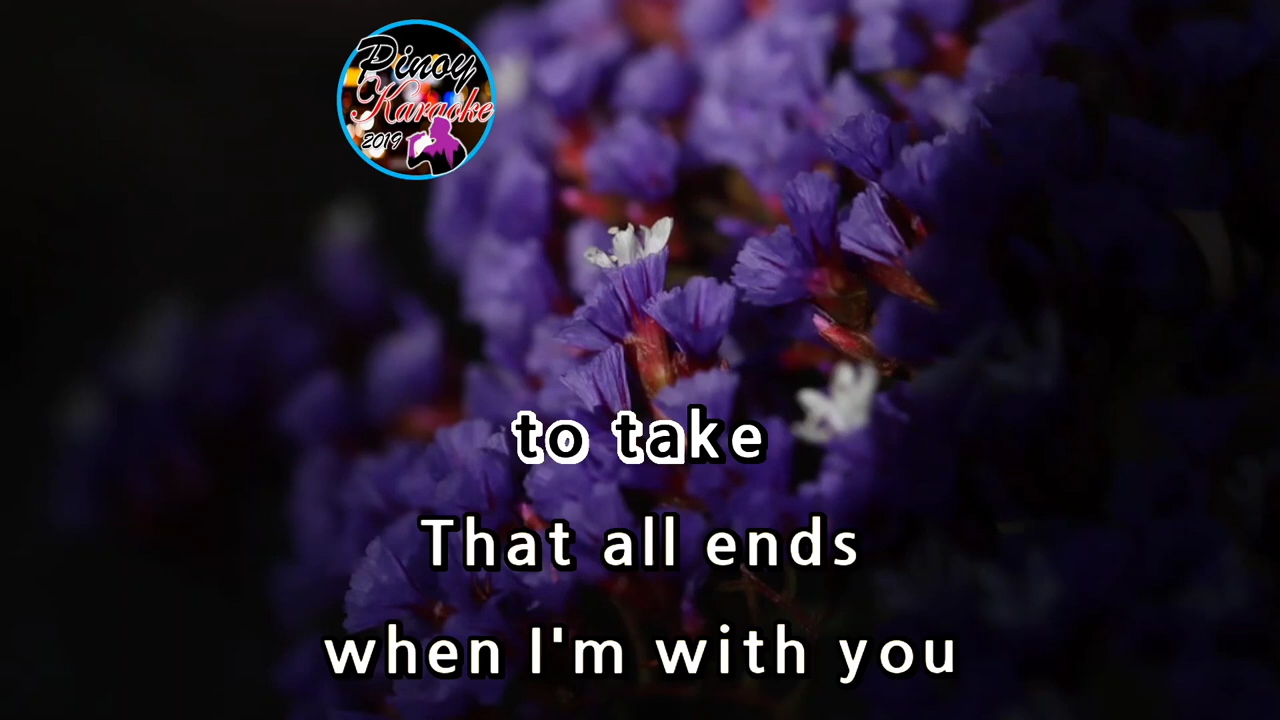 Pinoy
Karaoke
2019
to take
That all ends
when I'm with you